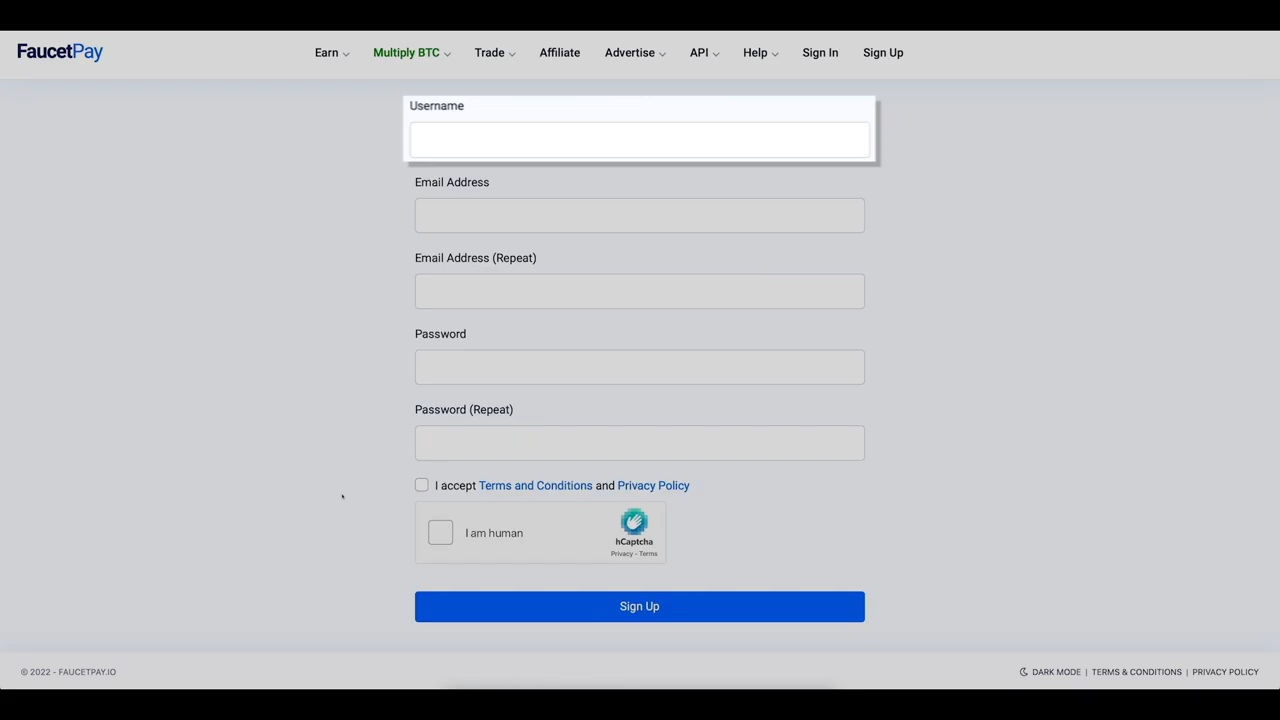 FaucetPay Earn Multiply BTC Trade Affiliate Advertise API Help Sign In Sign Up
Username
Email Address
Email Address (Repeat)
Password
Password (Repeat)
I accept Terms and Conditions and Privacy Policy
I am human
hCaptcha
Privacy - Terms
Sign Up
© 2022 - FAUCETPAY.IO DARK MODE | TERMS & CONDITIONS | PRIVACY POLICY